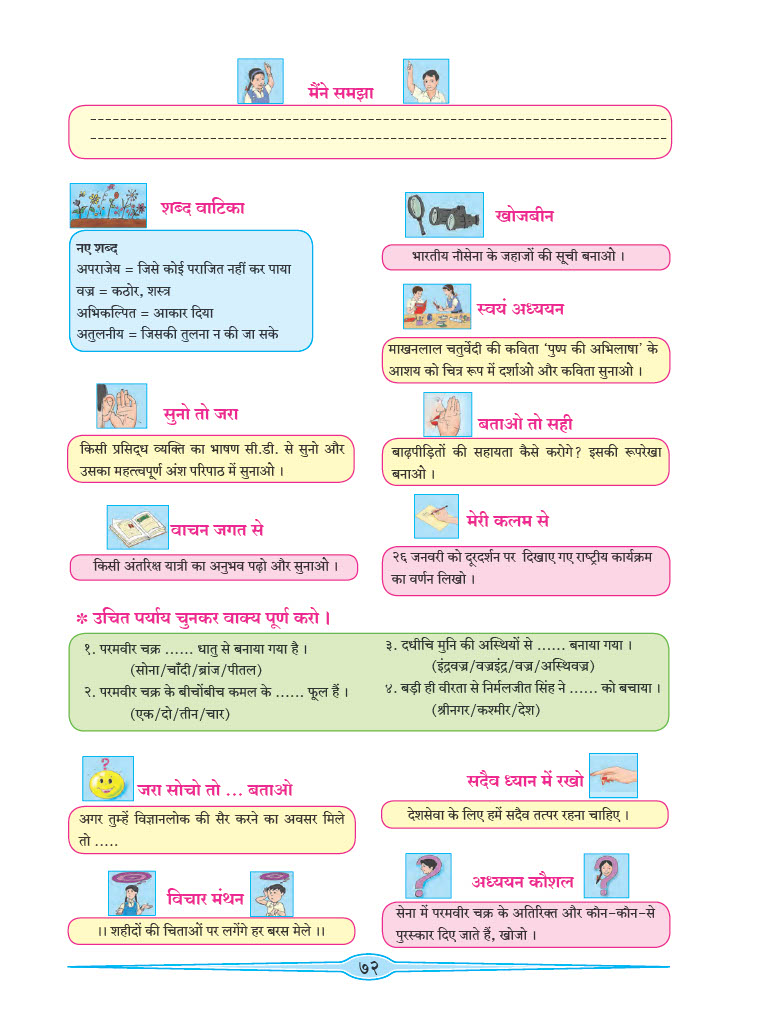 मैंने समझा
शब्द वाटिका
नए शब्द
अपराजेय = जिसे कोई पराजित नहीं कर पाया
वज्र = कठोर, शस्त्र
अभिकल्पित = आकार दिया
अतुलनीय = जिसकी तुलना न की जा सके
खोजबीन
भारतीय नौसेना के जहाजों की सूची बनाओ ।
स्वयं अध्ययन
माखनलाल चतुर्वेदी की कविता ‘पुष्प की अभिलाषा’ के
आशय को चित्र रूप में दर्शाओ और कविता सुनाओ ।
सुनो तो जरा
किसी प्रसिद्ध व्यक्ति का भाषण सी.डी. से सुनो और
उसका महत्त्वपूर्ण अंश परिपाठ में सुनाओ ।
बताओ तो सही
बाढ़पीड़ितों की सहायता कैसे करोगे? इसकी रूपरेखा
बनाओ ।
वाचन जगत से
किसी अंतरिक्ष यात्री का अनुभव पढ़ो और सुनाओ ।
मेरी कलम से
२६ जनवरी को दूरदर्शन पर दिखाए गए राष्ट्रीय कार्यक्रम
का वर्णन लिखो ।
* उचित पर्याय चुनकर वाक्य पूर्ण करो ।
१. परमवीर चक्र ...... धातु से बनाया गया है ।
(सोना/चाँदी/ब्रांज/पीतल)
२. परमवीर चक्र के बीचोंबीच कमल के ...... फूल हैं ।
(एक/दो/तीन/चार)
३. दधीचि मुनि की अस्थियों से ...... बनाया गया ।
(इंद्रवज्र/वज्रइंद्र/वज्र/अस्थिवज्र)
४. बड़ी ही वीरता से निर्मलजीत सिंह ने ...... को बचाया ।
(श्रीनगर/कश्मीर/देश)
जरा सोचो तो ... बताओ
अगर तुम्हें विज्ञानलोक की सैर करने का अवसर मिले
तो .....
सदैव ध्यान में रखो
देशसेवा के लिए हमें सदैव तत्पर रहना चाहिए ।
विचार मंथन
।। शहीदों की चिताओं पर लगेंगे हर बरस मेले ।।
अध्ययन कौशल
सेना में परमवीर चक्र के अतिरिक्त और कौन-कौन-से
पुरस्कार दिए जाते हैं, खोजो ।
७२